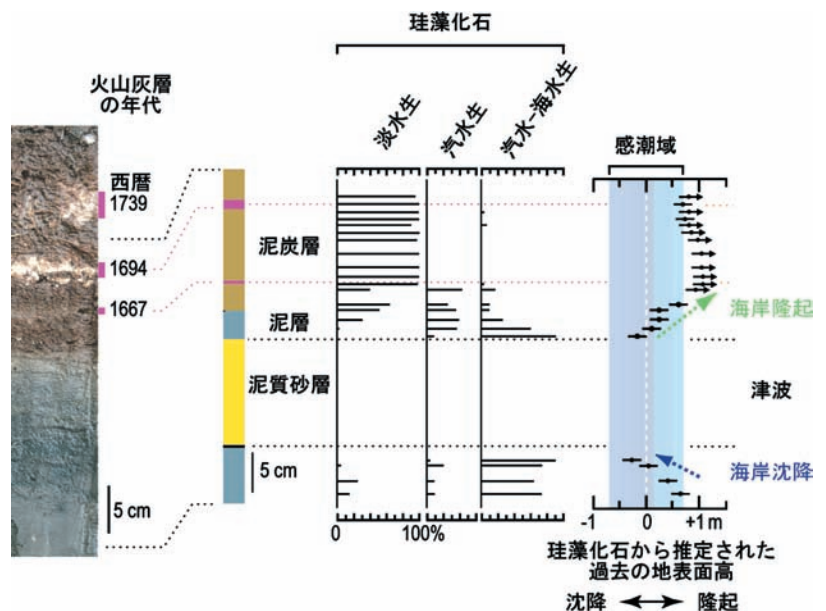 珪藻化石
火山灰層
の年代
淡水生
汽水生
汽水-海水生
感潮域
西暦
1739
1694
1667
泥炭層
泥層
泥質砂層
海岸隆起
津波
海岸沈降
5 cm
5 cm
0
100%
-1
0
+1 m
珪藻化石から推定された
過去の地表面高
沈降
隆起